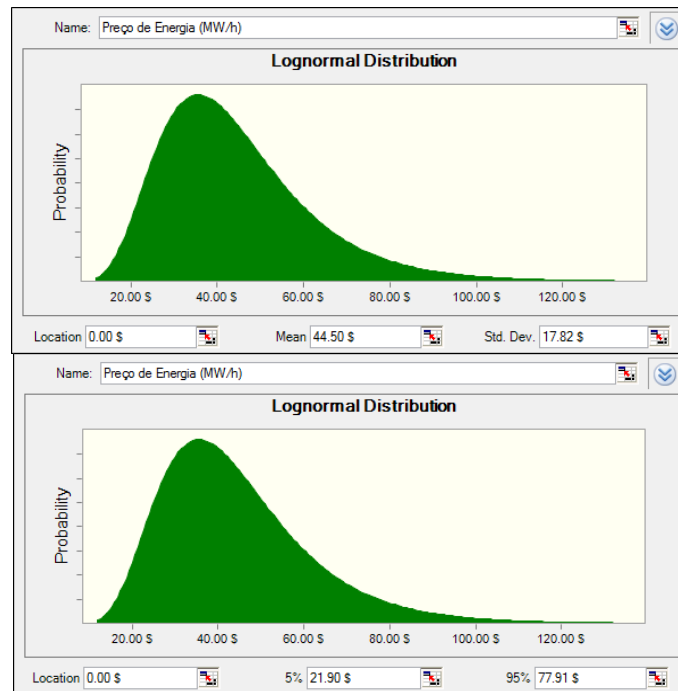 Name: Preço de Energia (MW/h)
Lognormal Distribution
Probability
20.00 $ 40.00 $ 60.00 $ 80.00 $ 100.00 $ 120.00 $
Location 0.00 $ Mean 44.50 $ Std. Dev. 17.82 $
Name: Preço de Energia (MW/h)
Lognormal Distribution
Probability
20.00 $ 40.00 $ 60.00 $ 80.00 $ 100.00 $ 120.00 $
Location 0.00 $ 5% 21.90 $ 95% 77.91 $